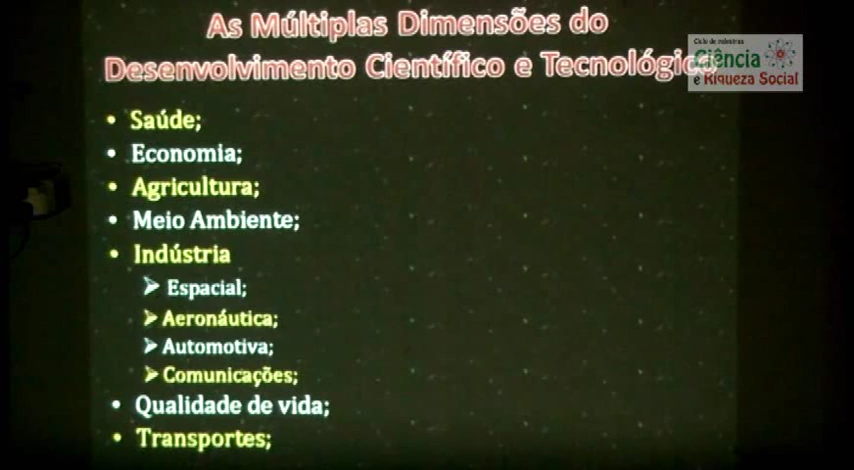 As Múltiplas Dimensões do
Desenvolvimento Científico e Tecnológico
Ciclo de palestras
Ciência
e Riqueza Social
• Saúde;
• Economia;
• Agricultura;
• Meio Ambiente;
• Indústria
➢ Espacial;
➢ Aeronáutica;
➢ Automotiva;
➢ Comunicações;
• Qualidade de vida;
• Transportes;